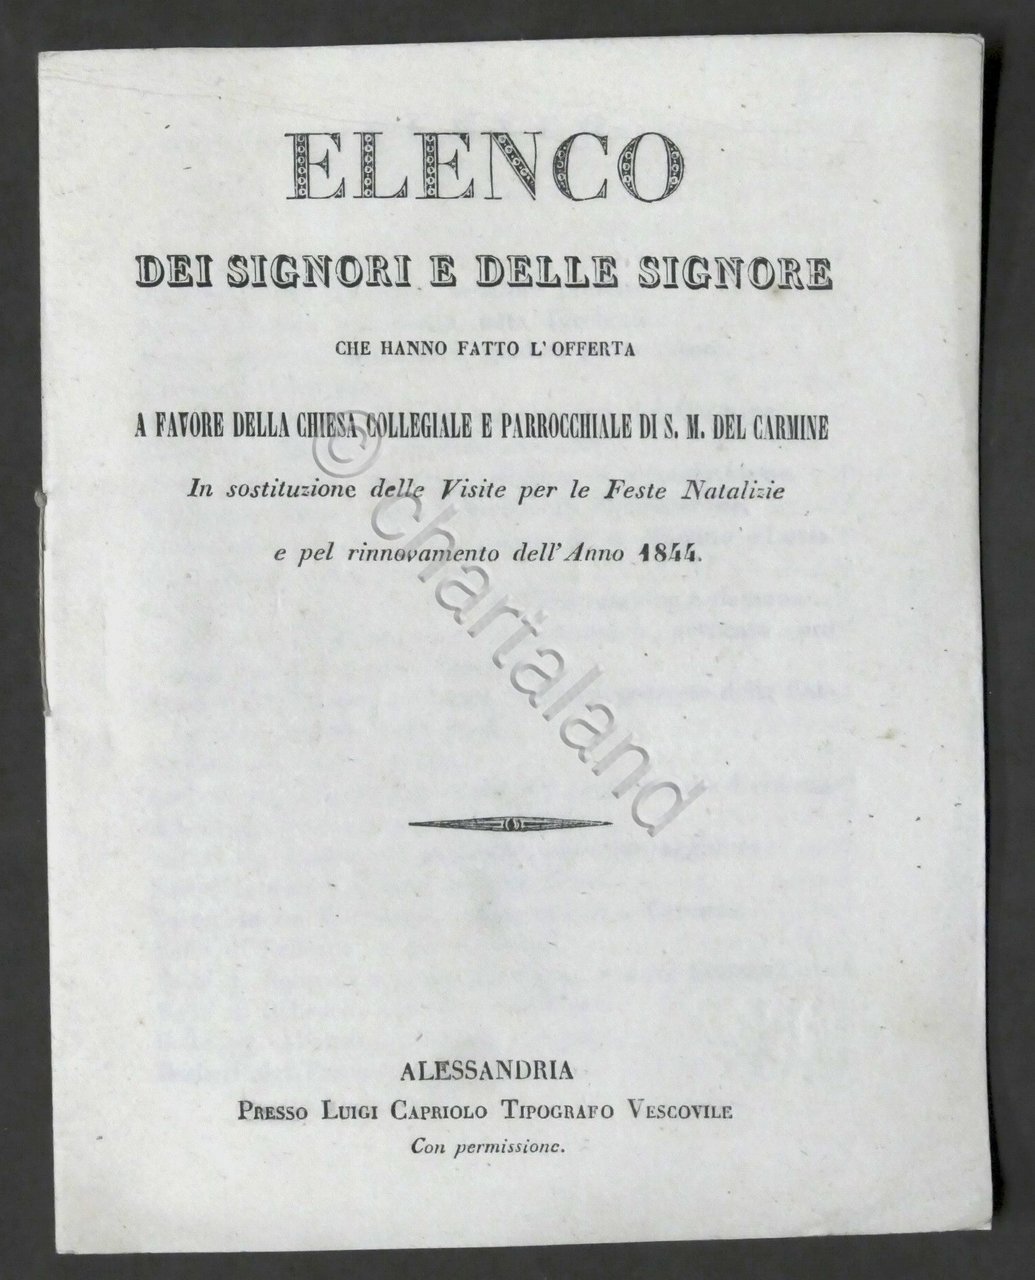 ELENCO
DEI SIGNORI E DELLE SIGNORE
CHE HANNO FATTO L'OFFERTA
A FAVORE DELLA CHIESA COLLEGIALE E PARROCCHIALE DI S. M. DEL CARMINE
In sostituzione delle Visite per le Feste Natalizie
e pel rinnovamento dell'Anno 1844.
© chartaland
ALESSANDRIA
PRESSO LUIGI CAPRIOLO TIPOGRAFO VESCOVILE
Con permissione.